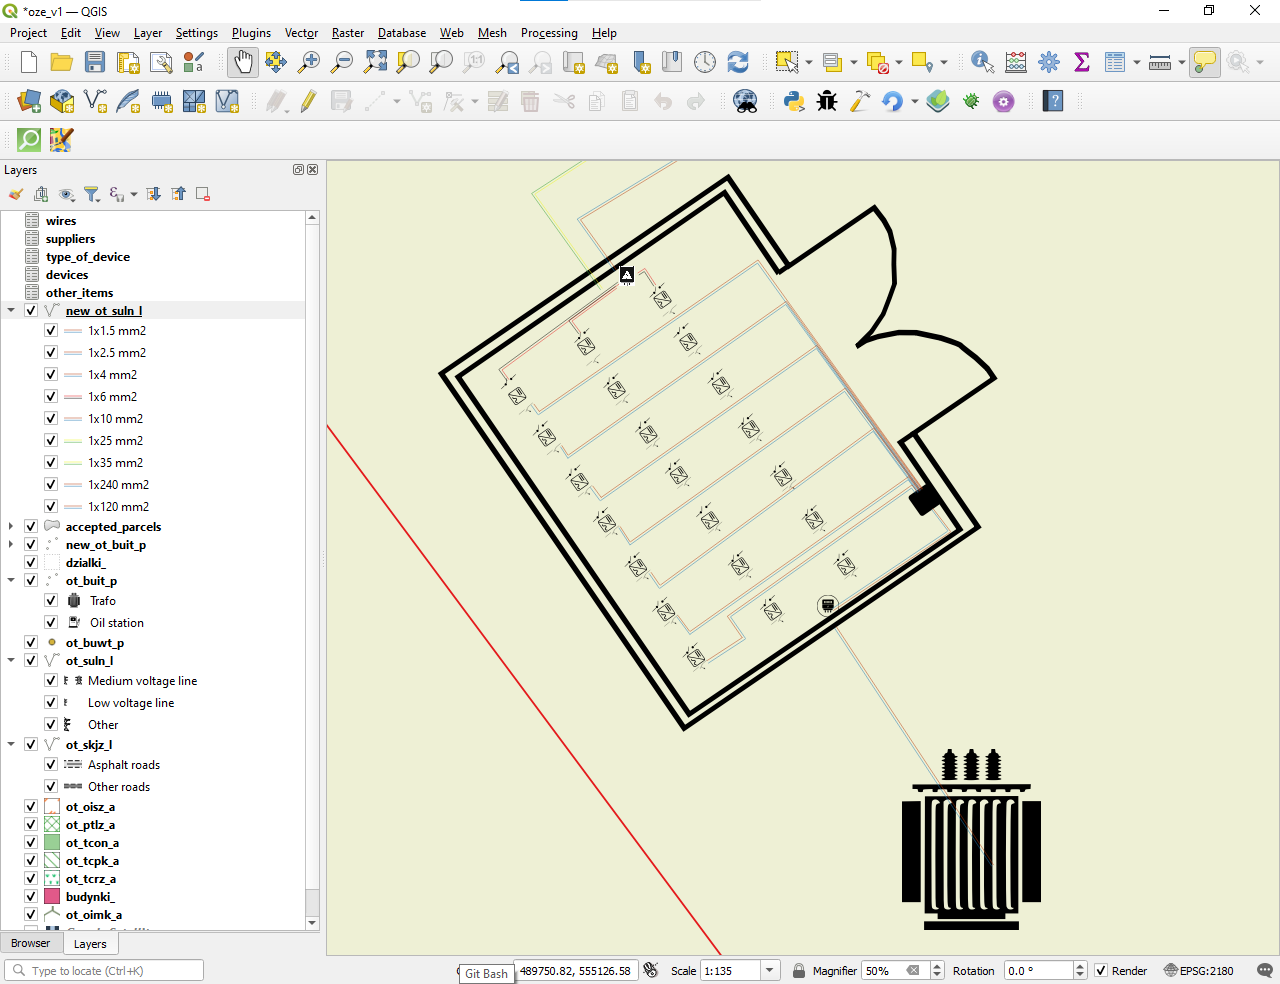 *oze_v1 — QGIS
Project Edit View Layer Settings Plugins Vector Raster Database Web Mesh Processing Help
Layers
wires
suppliers
type_of_device
devices
other_items
new_ot_suln_l
1x1.5 mm2
1x2.5 mm2
1x4 mm2
1x6 mm2
1x10 mm2
1x25 mm2
1x35 mm2
1x240 mm2
1x120 mm2
accepted_parcels
new_ot_buit_p
dzialki_
ot_buit_p
Trafo
Oil station
ot_buwt_p
ot_suln_l
Medium voltage line
Low voltage line
Other
ot_skjz_l
Asphalt roads
Other roads
ot_oisz_a
ot_ptlz_a
ot_tcon_a
ot_tcpk_a
ot_tcrz_a
budynki_
ot_oimk_a
Browser Layers
Type to locate (Ctrl+K) Git Bash 489750.82, 555126.58 Scale 1:135 Magnifier 50% Rotation 0.0 ° Render EPSG:2180